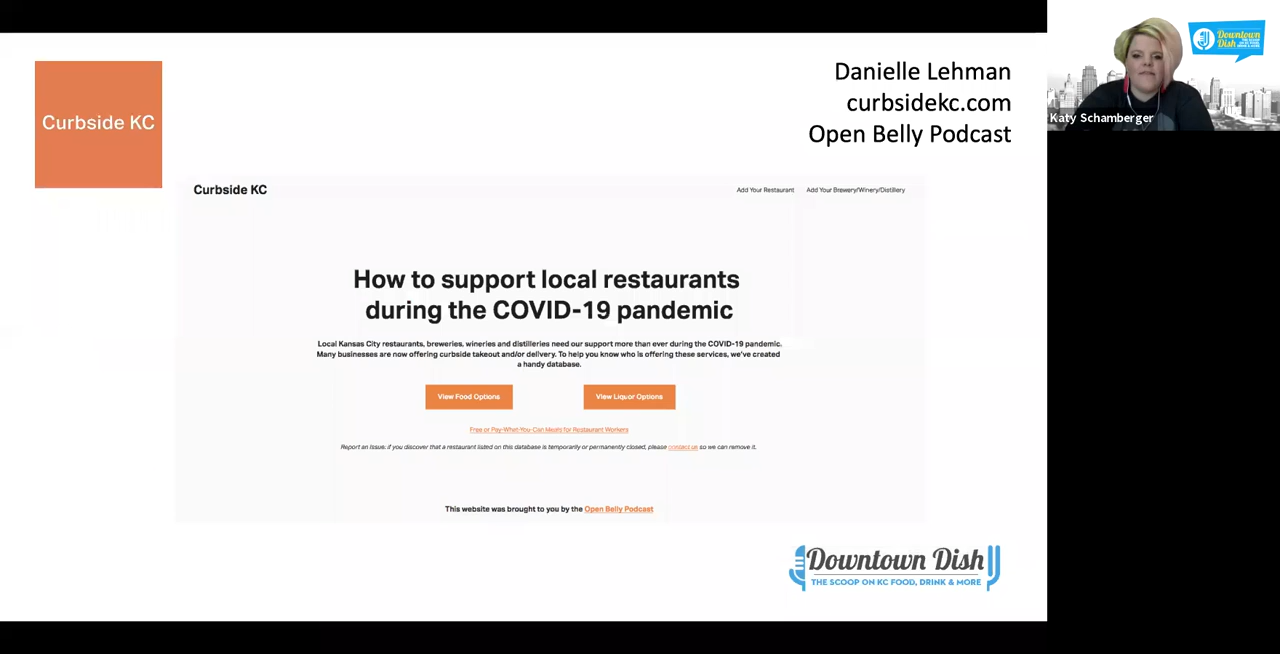 Curbside KC
Danielle Lehman
curbsidekc.com
Open Belly Podcast
Curbside KC
Add Your Restaurant
Add Your Brewery/Winery/Distillery
How to support local restaurants
during the COVID-19 pandemic
Local Kansas City restaurants, breweries, wineries and distilleries need our support more than ever during the COVID-19 pandemic.
Many businesses are now offering curbside takeout and/or delivery. To help you know who is offering these services, we've created
a handy database.
View Food Options
View Liquor Options
Free or Pay-What-You-Can Meals for Restaurant Workers
Report an Issue: if you discover that a restaurant listed on this database is temporarily or permanently closed, please contact us so we can remove it.
This website was brought to you by the Open Belly Podcast
Downtown Dish
THE SCOOP ON KC FOOD, DRINK & MORE
Downtown
Dish
THE SCOOP
ON KC FOOD,
DRINK & MORE
Katy Schamberger